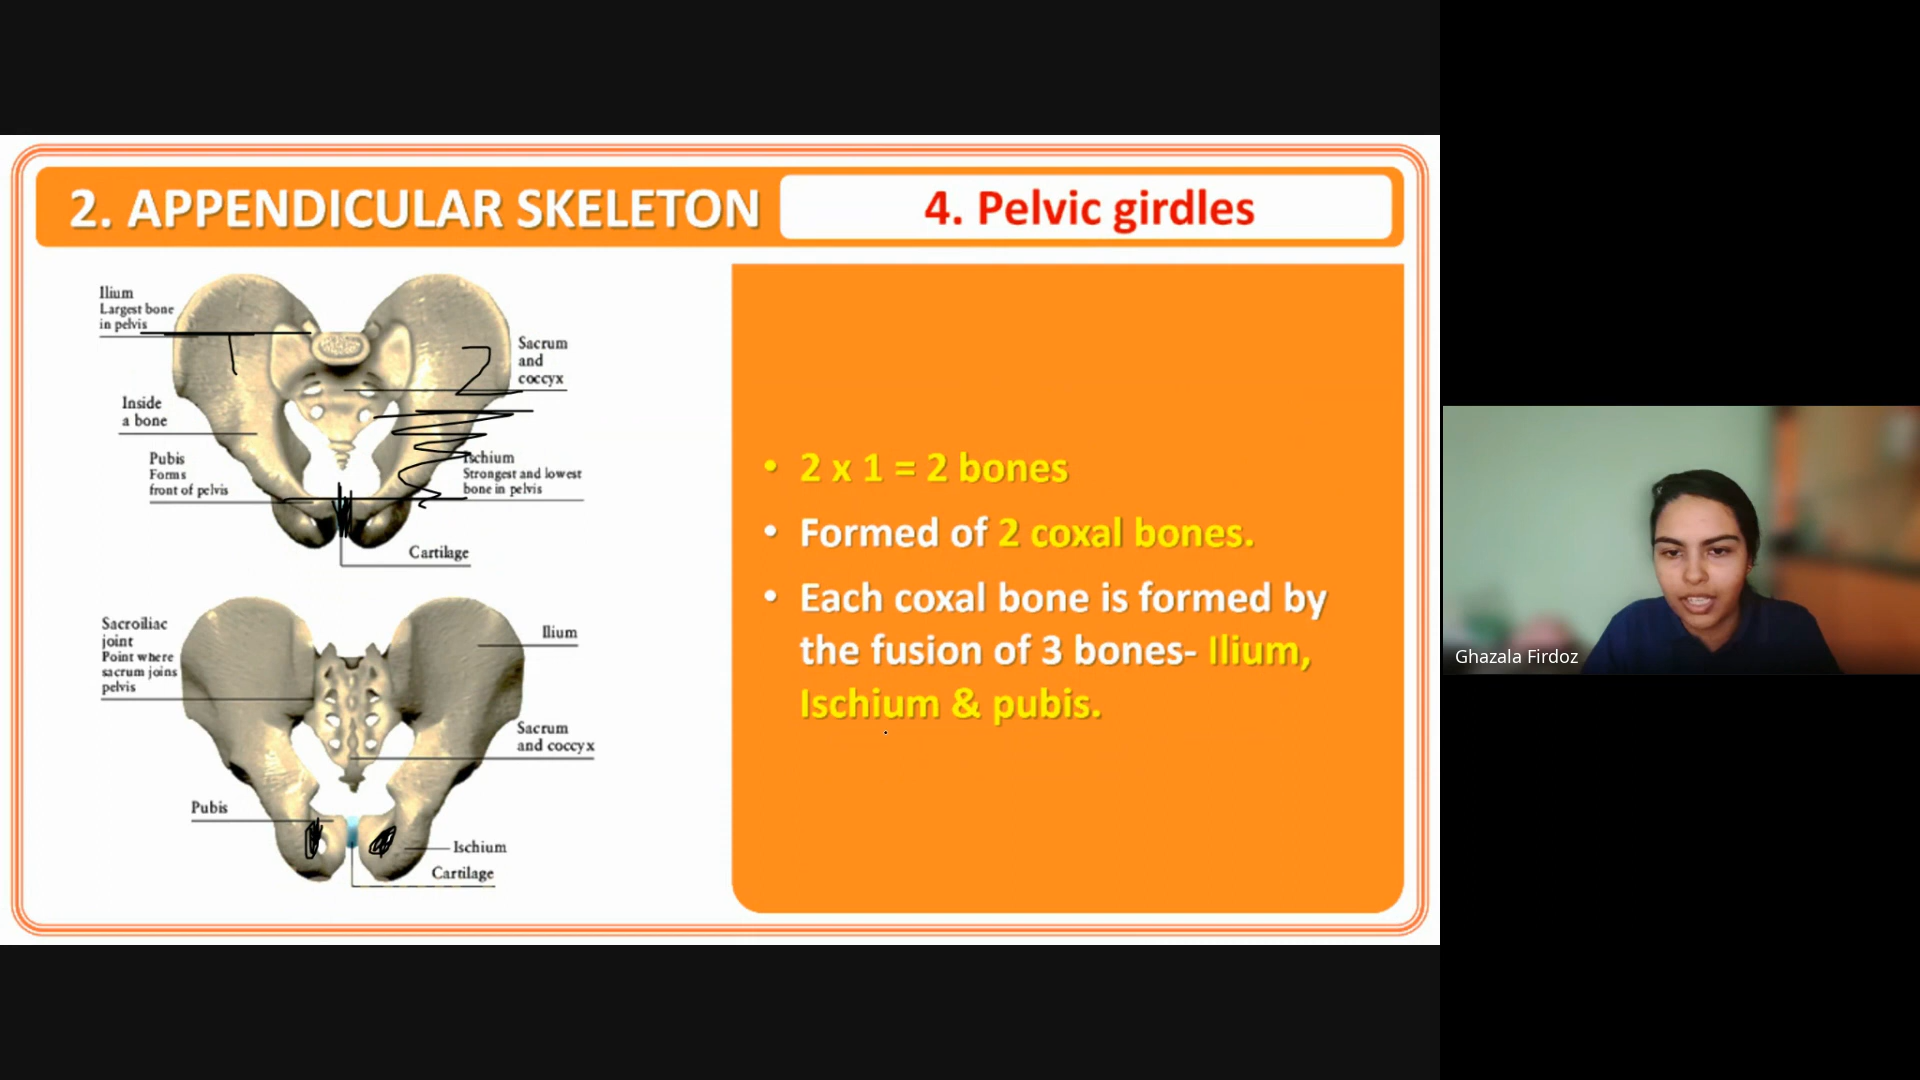 2. APPENDICULAR SKELETON
4. Pelvic girdles
Ilium
Largest bone
in pelvis
Sacrum
and
coccyx
Inside
a bone
Pubis
Forms
front of pelvis
Ischium
Strongest and lowest
bone in pelvis
Cartilage
Sacroiliac
joint
Point where
sacrum joins
pelvis
Ilium
Sacrum
and coccyx
Pubis
Ischium
Cartilage
• 2 x 1 = 2 bones
• Formed of 2 coxal bones.
• Each coxal bone is formed by
the fusion of 3 bones- Ilium,
Ischium & pubis.
Ghazala Firdoz